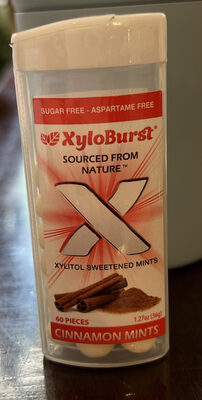 SUGAR FREE - ASPARTAME FREE
XyloBurst®
SOURCED FROM
NATURE™
X
XYLITOL SWEETENED MINTS
60 PIECES 1.27oz (36g)
CINNAMON MINTS